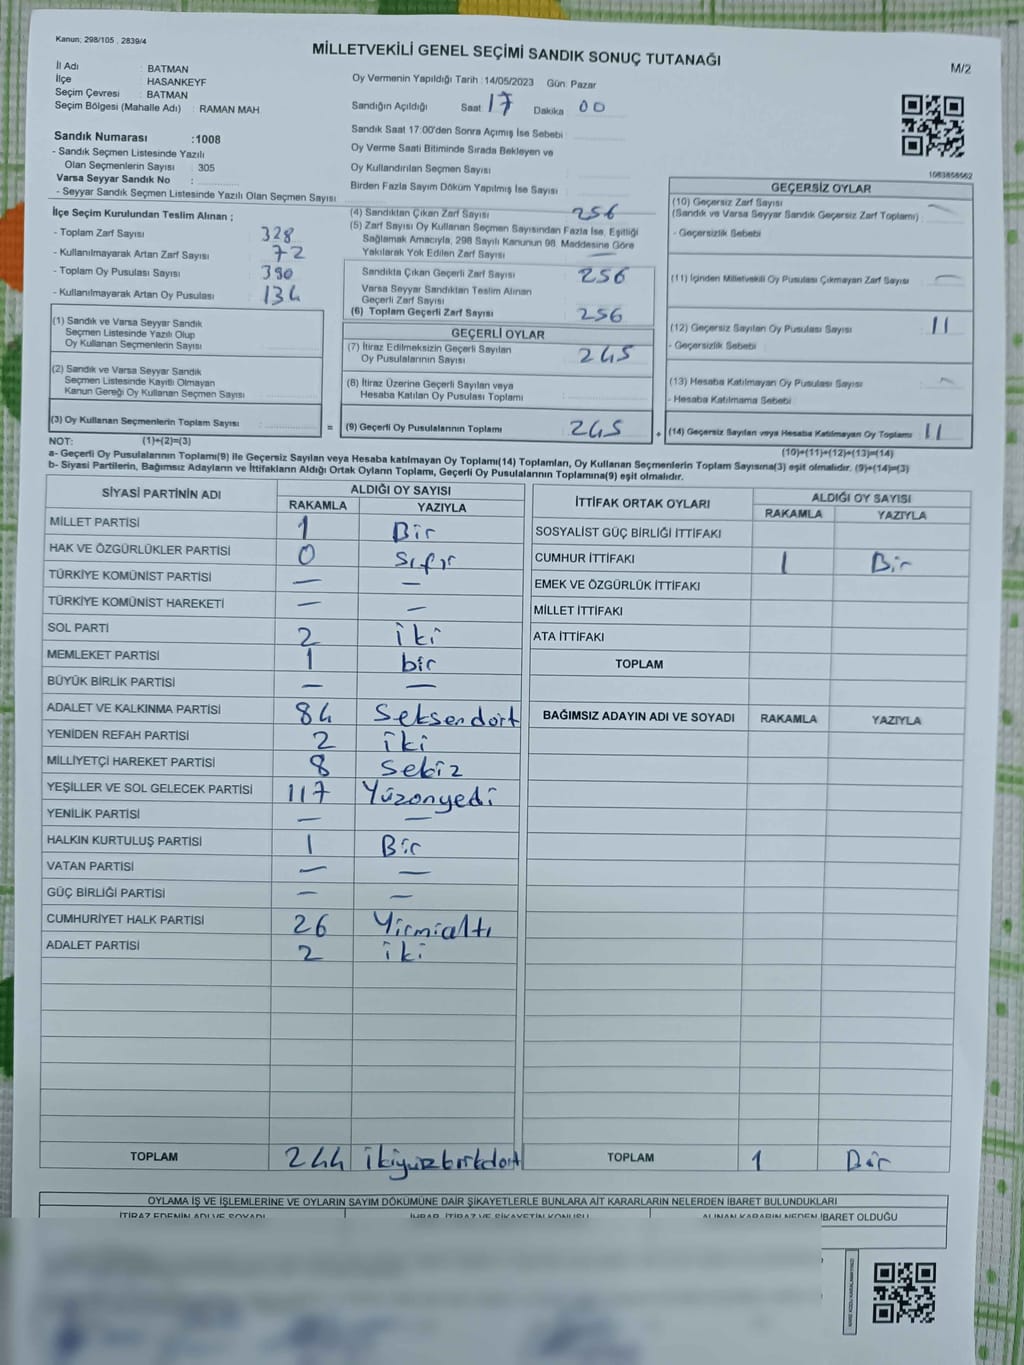 Kanun; 298/105 , 2839/4
MİLLETVEKİLİ GENEL SEÇİMİ SANDIK SONUÇ TUTANAĞI
M/2
İl Adı : BATMAN
İlçe : HASANKEYF
Seçim Çevresi : BATMAN
Seçim Bölgesi (Mahalle Adı) : RAMAN MAH.
Oy Vermenin Yapıldığı Tarih : 14/05/2023 Gün: Pazar
Sandığın Açıldığı Saat 17 Dakika 00
Sandık Saat 17:00'den Sonra Açımış İse Sebebi
Oy Verme Saati Bitiminde Sırada Bekleyen ve
Oy Kullandırılan Seçmen Sayısı :
Birden Fazla Sayım Döküm Yapılmış İse Sayısı
Sandık Numarası :1008
- Sandık Seçmen Listesinde Yazılı
Olan Seçmenlerin Sayısı : 305
Varsa Seyyar Sandık No :
- Seyyar Sandık Seçmen Listesinde Yazılı Olan Seçmen Sayısı
İlçe Seçim Kurulundan Teslim Alınan ;
- Toplam Zarf Sayısı 328
- Kullanılmayarak Artan Zarf Sayısı 72
- Toplam Oy Pusulası Sayısı 390
- Kullanılmayarak Artan Oy Pusulası 134
(1) Sandık ve Varsa Seyyar Sandık
Seçmen Listesinde Yazılı Olup
Oy Kullanan Seçmenlerin Sayısı
(2) Sandık ve Varsa Seyyar Sandık
Seçmen Listesinde Kayıtlı Olmayan
Kanun Gereği Oy Kullanan Seçmen Sayısı
(3) Oy Kullanan Seçmenlerin Toplam Sayısı =
(4) Sandıktan Çıkan Zarf Sayısı 256
(5) Zarf Sayısı Oy Kullanan Seçmen Sayısından Fazla İse, Eşitliği
Sağlamak Amacıyla, 298 Sayılı Kanunun 98. Maddesine Göre
Yakılarak Yok Edilen Zarf Sayısı —
Sandıkta Çıkan Geçerli Zarf Sayısı 256
Varsa Seyyar Sandıktan Teslim Alınan
Geçerli Zarf Sayısı
(6) Toplam Geçerli Zarf Sayısı 256
GEÇERLİ OYLAR
(7) İtiraz Edilmeksizin Geçerli Sayılan
Oy Pusulalarının Sayısı 245
(8) İtiraz Üzerine Geçerli Sayılan veya
Hesaba Katılan Oy Pusulası Toplamı
(9) Geçerli Oy Pusulalarının Toplamı 245 +
1083858562
GEÇERSİZ OYLAR
(10) Geçersiz Zarf Sayısı
(Sandık ve Varsa Seyyar Sandık Geçersiz Zarf Toplamı) : —
- Geçersizlik Sebebi
(11) İçinden Milletvekili Oy Pusulası Çıkmayan Zarf Sayısı —
(12) Geçersiz Sayılan Oy Pusulası Sayısı 11
- Geçersizlik Sebebi
(13) Hesaba Katılmayan Oy Pusulası Sayısı —
- Hesaba Katılmama Sebebi
(14) Geçersiz Sayılan veya Hesaba Katılmayan Oy Toplamı 11
NOT: (1)+(2)=(3) (10)+(11)+(12)+(13)=(14)
a- Geçerli Oy Pusulalarının Toplamı(9) ile Geçersiz Sayılan veya Hesaba katılmayan Oy Toplamı(14) Toplamları, Oy Kullanan Seçmenlerin Toplam Sayısına(3) eşit olmalıdır. (9)+(14)=(3)
b- Siyasi Partilerin, Bağımsız Adayların ve İttifakların Aldığı Ortak Oyların Toplamı, Geçerli Oy Pusulalarının Toplamına(9) eşit olmalıdır.
SİYASİ PARTİNİN ADI ALDIĞI OY SAYISI
RAKAMLA YAZIYLA
MİLLET PARTİSİ 1 Bir
HAK VE ÖZGÜRLÜKLER PARTİSİ 0 Sıfır
TÜRKİYE KOMÜNİST PARTİSİ — —
TÜRKİYE KOMÜNİST HAREKETİ — —
SOL PARTİ 2 iki
MEMLEKET PARTİSİ 1 bir
BÜYÜK BİRLİK PARTİSİ — —
ADALET VE KALKINMA PARTİSİ 84 Seksendört
YENİDEN REFAH PARTİSİ 2 iki
MİLLİYETÇİ HAREKET PARTİSİ 8 Sekiz
YEŞİLLER VE SOL GELECEK PARTİSİ 117 Yüzonyedi
YENİLİK PARTİSİ — —
HALKIN KURTULUŞ PARTİSİ 1 Bir
VATAN PARTİSİ — —
GÜÇ BİRLİĞİ PARTİSİ — —
CUMHURİYET HALK PARTİSİ 26 Yirmialtı
ADALET PARTİSİ 2 iki
TOPLAM 244
İTTİFAK ORTAK OYLARI ALDIĞI OY SAYISI
RAKAMLA YAZIYLA
SOSYALİST GÜÇ BİRLİĞİ İTTİFAKI
CUMHUR İTTİFAKI 1 Bir
EMEK VE ÖZGÜRLÜK İTTİFAKI
MİLLET İTTİFAKI
ATA İTTİFAKI
TOPLAM
BAĞIMSIZ ADAYIN ADI VE SOYADI RAKAMLA YAZIYLA
TOPLAM 1 Bir
OYLAMA İŞ VE İŞLEMLERİNE VE OYLARIN SAYIM DÖKÜMÜNE DAİR ŞİKAYETLERLE BUNLARA AİT KARARLARIN NELERDEN İBARET BULUNDUKLARI
İTİRAZ EDENİN ADI VE SOYADI İHBAR, İTİRAZ VE ŞİKAYETİN KONUSU ALINAN KARARIN NEDEN İBARET OLDUĞU